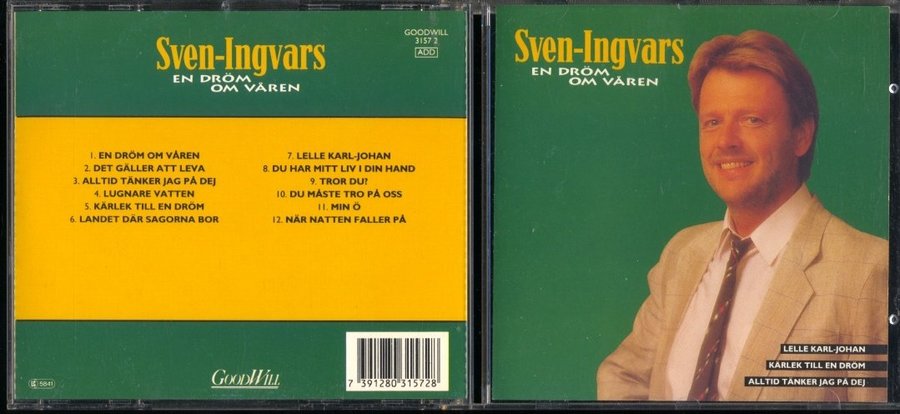 Sven-Ingvars
EN DRÖM
OM VÅREN
GOODWILL
3157 2
ADD
1. EN DRÖM OM VÅREN
2. DET GÄLLER ATT LEVA
3. ALLTID TÄNKER JAG PÅ DEJ
4. LUGNARE VATTEN
5. KÄRLEK TILL EN DRÖM
6. LANDET DÄR SAGORNA BOR
7. LELLE KARL-JOHAN
8. DU HAR MITT LIV I DIN HAND
9. TROR DU?
10. DU MÅSTE TRO PÅ OSS
11. MIN Ö
12. NÄR NATTEN FALLER PÅ
5841
GOODWILL
7 391280 315728
Sven-Ingvars
EN DRÖM
OM VÅREN
LELLE KARL-JOHAN
KÄRLEK TILL EN DRÖM
ALLTID TÄNKER JAG PÅ DEJ